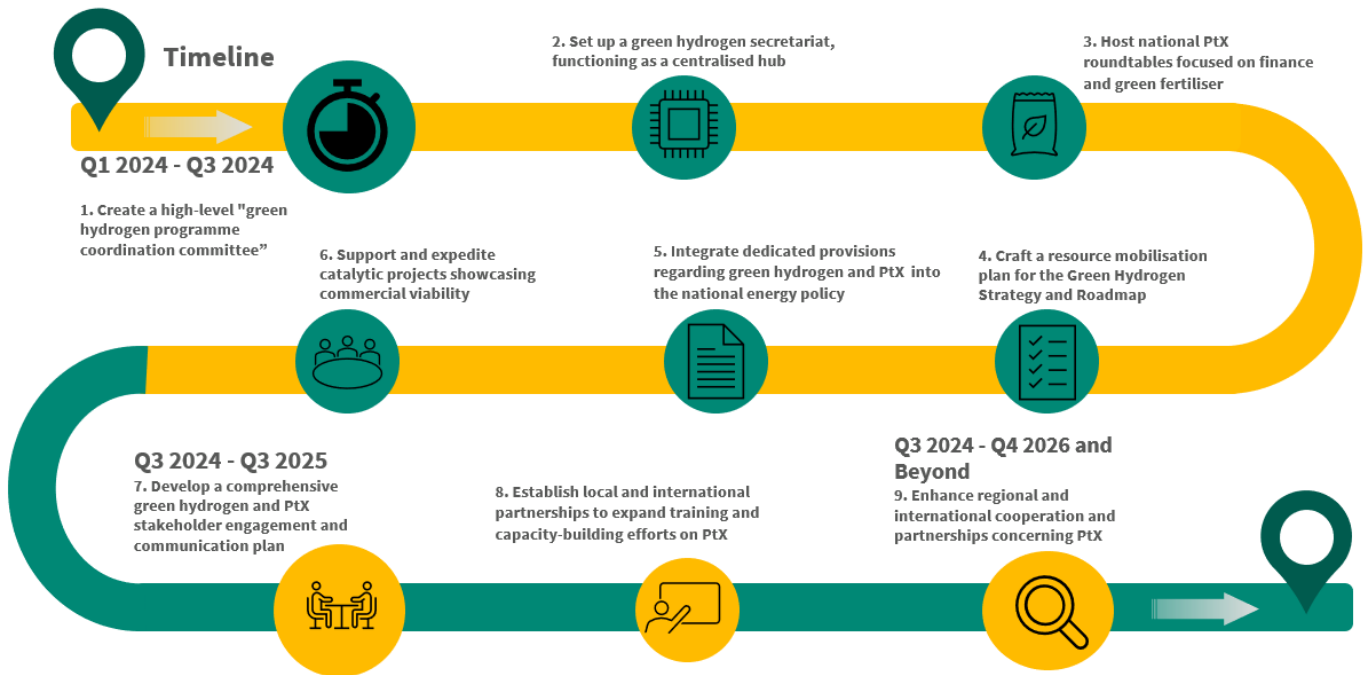 Timeline
Q1 2024 - Q3 2024
1. Create a high-level "green
hydrogen programme
coordination committee”
2. Set up a green hydrogen secretariat,
functioning as a centralised hub
3. Host national PtX
roundtables focused on finance
and green fertiliser
4. Craft a resource mobilisation
plan for the Green Hydrogen
Strategy and Roadmap
5. Integrate dedicated provisions
regarding green hydrogen and PtX into
the national energy policy
6. Support and expedite
catalytic projects showcasing
commercial viability
Q3 2024 - Q3 2025
7. Develop a comprehensive
green hydrogen and PtX
stakeholder engagement and
communication plan
8. Establish local and international
partnerships to expand training and
capacity-building efforts on PtX
Q3 2024 - Q4 2026 and
Beyond
9. Enhance regional and
international cooperation and
partnerships concerning PtX